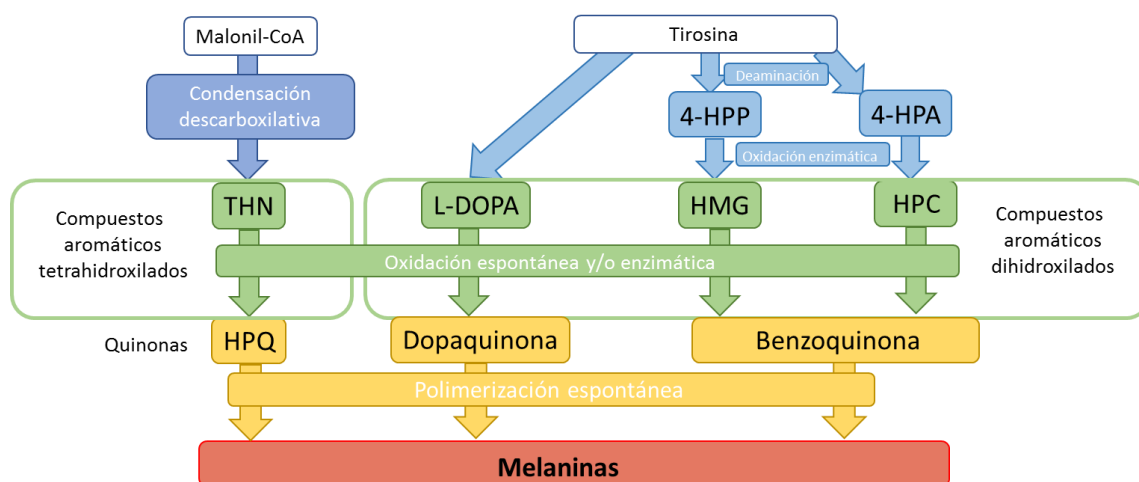 Malonil-CoA
Tirosina
Condensación
descarboxilativa
Deaminación
4-HPP
4-HPA
Oxidación enzimática
Compuestos
aromáticos
tetrahidroxilados
THN
L-DOPA
HMG
HPC
Compuestos
aromáticos
dihidroxilados
Oxidación espontánea y/o enzimática
Quinonas
HPQ
Dopaquinona
Benzoquinona
Polimerización espontánea
Melaninas